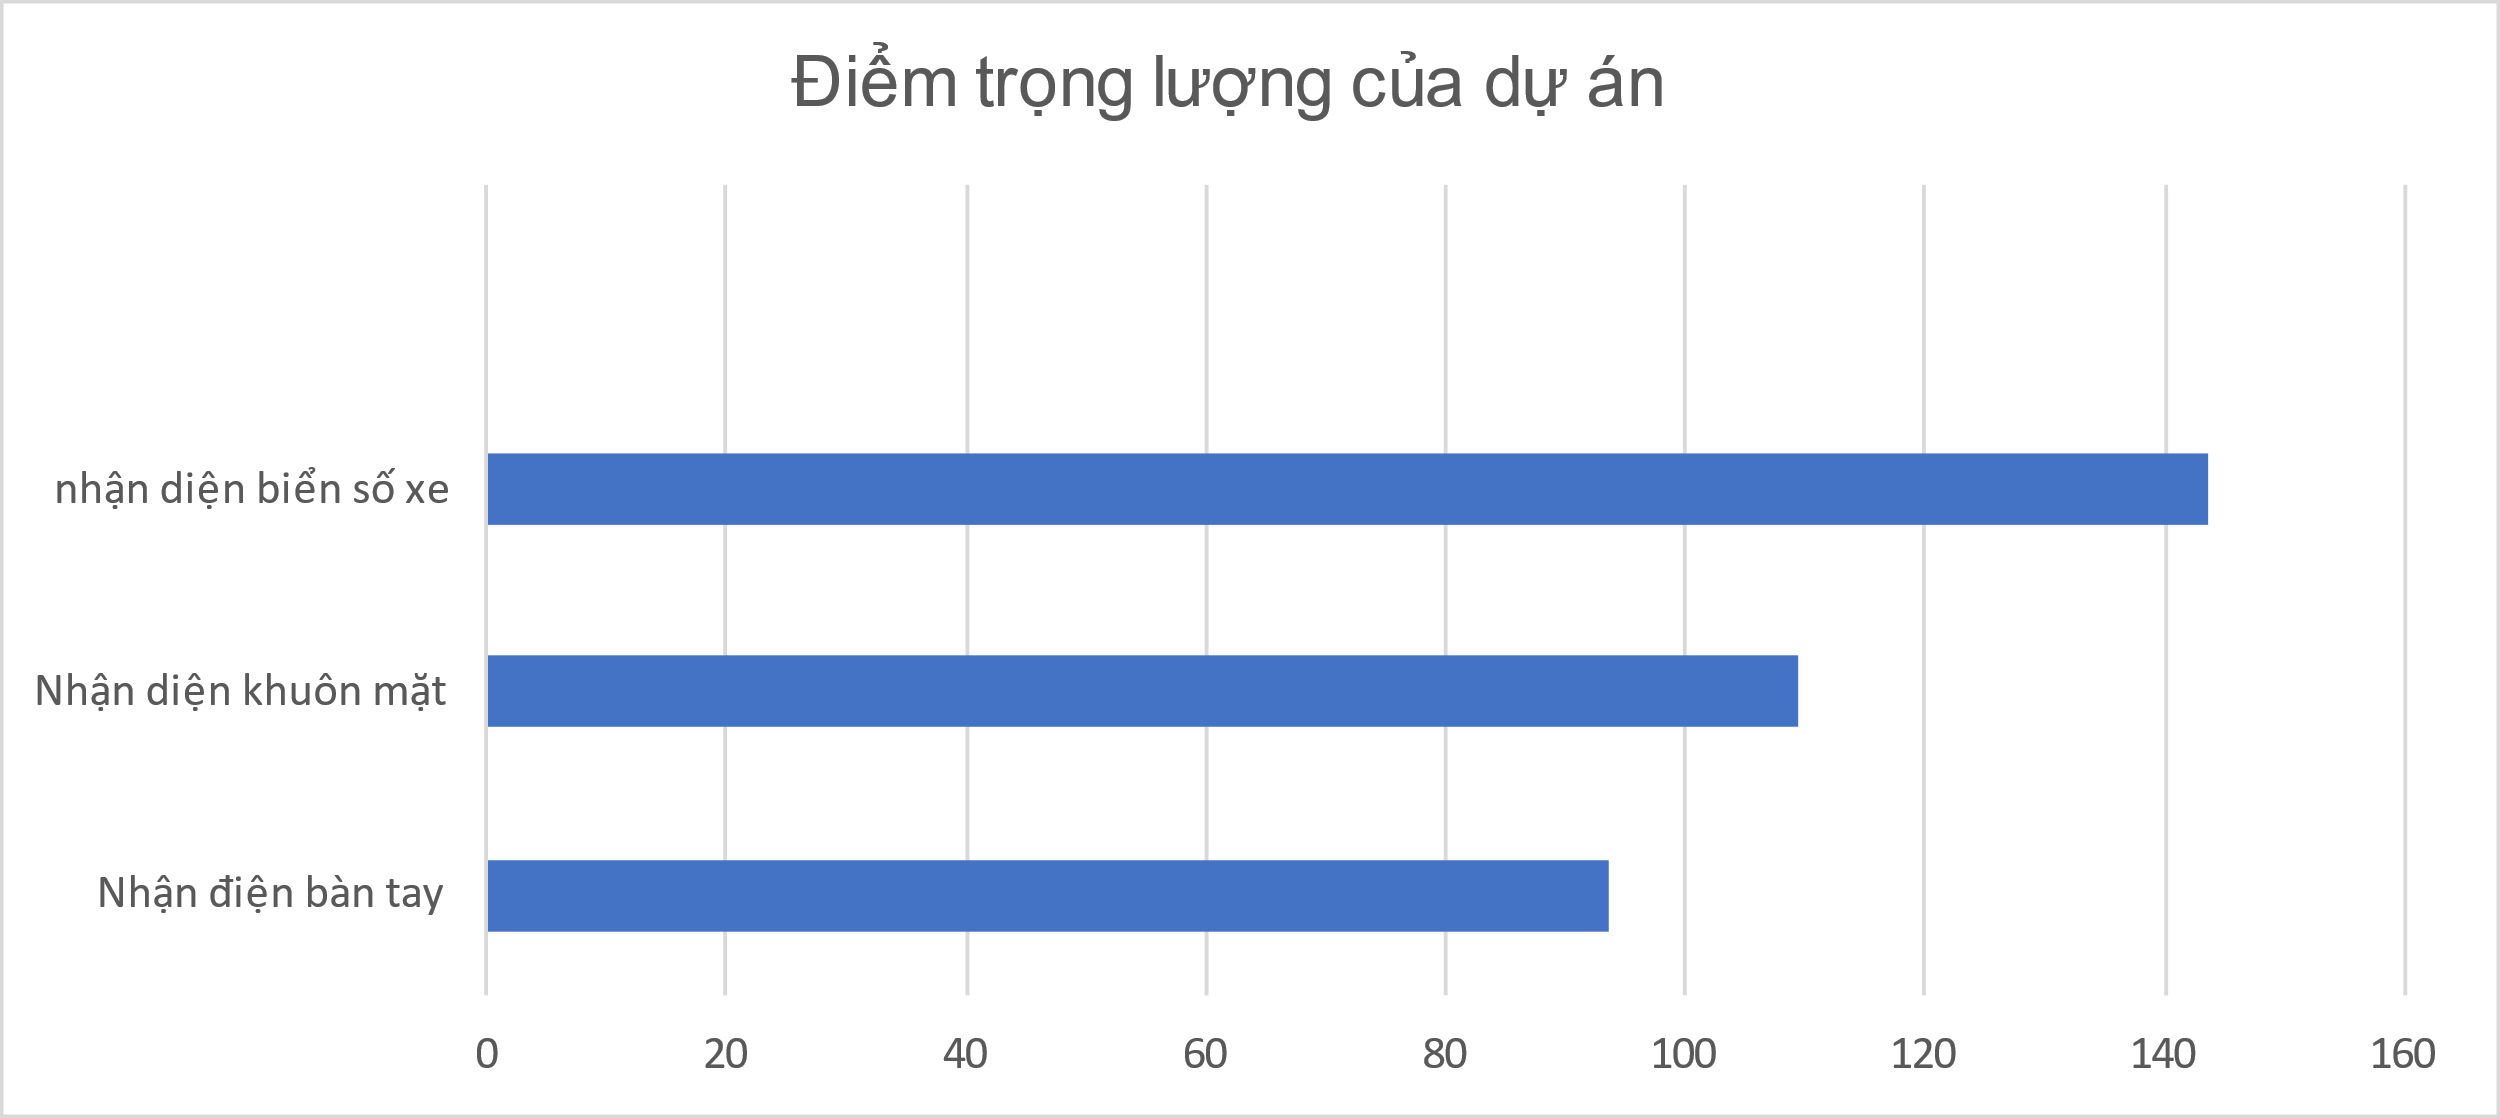 Điểm trọng lượng của dự án
nhận diện biển số xe
Nhận diện khuôn mặt
Nhận điện bàn tay
0 20 40 60 80 100 120 140 160